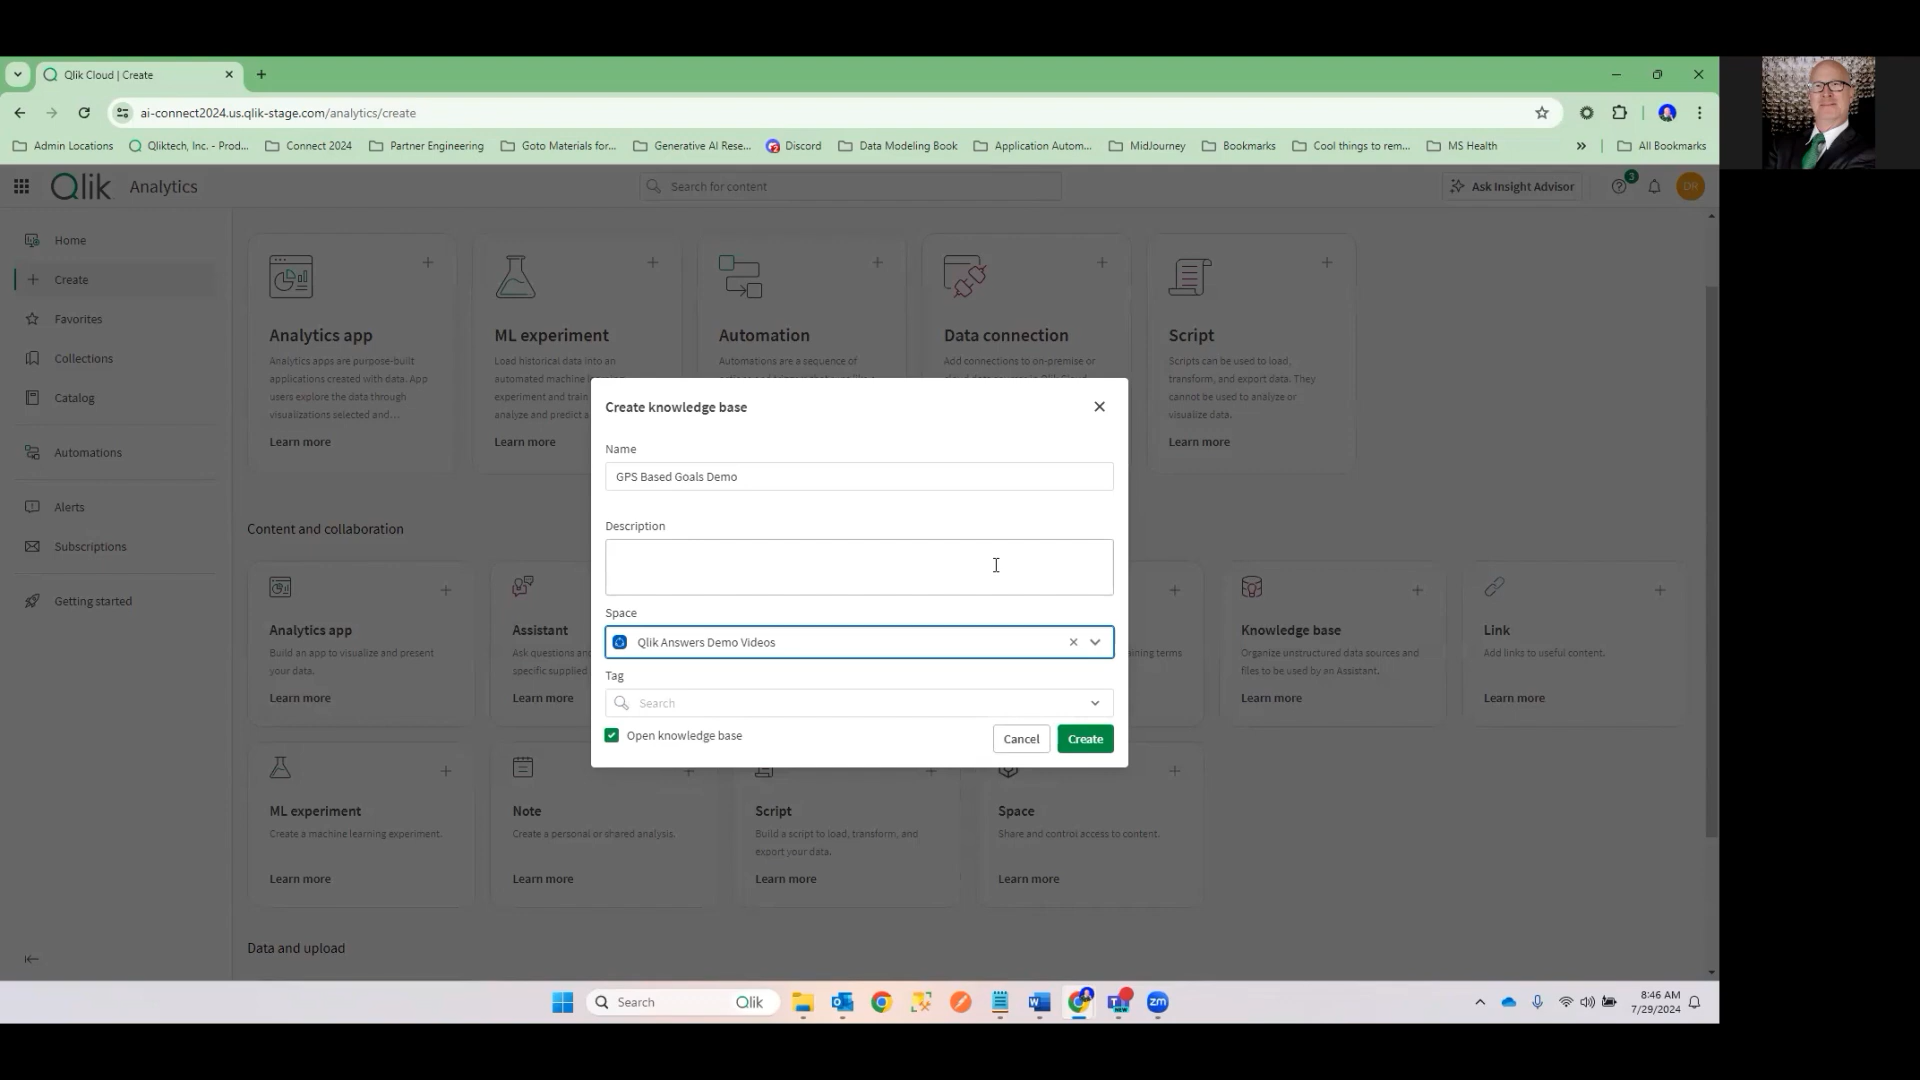 Qlik Cloud | Create
ai-connect2024.us.qlik-stage.com/analytics/create
Admin Locations
Qliktech, Inc. - Prod...
Connect 2024
Partner Engineering
Goto Materials for...
Generative AI Rese...
Discord
Data Modeling Book
Application Autom...
MidJourney
Bookmarks
Cool things to rem...
MS Health
All Bookmarks
Qlik Analytics
Search for content
Ask Insight Advisor
3
DR
Home
Create
Favorites
Collections
Catalog
Automations
Alerts
Subscriptions
Getting started
Analytics app
Analytics apps are purpose-built
applications created with data. App
users explore the data through
visualizations selected and...
Learn more
ML experiment
Load historical data into an
automated machine learning
experiment and train
analyze and predict a
Learn more
Automation
Automations are a sequence of
Data connection
Add connections to on-premise or
Script
Scripts can be used to load,
transform, and export data. They
cannot be used to analyze or
visualize data.
Learn more
Create knowledge base
Name
GPS Based Goals Demo
Description
Space
Qlik Answers Demo Videos
Tag
Search
Open knowledge base
Cancel
Create
Content and collaboration
Analytics app
Build an app to visualize and present
your data.
Learn more
Assistant
Ask questions an
specific supplied
Learn more
ning terms
Knowledge base
Organize unstructured data sources and
files to be used by an Assistant.
Learn more
Link
Add links to useful content.
Learn more
ML experiment
Create a machine learning experiment.
Learn more
Note
Create a personal or shared analysis.
Learn more
Script
Build a script to load, transform, and
export your data.
Learn more
Space
Share and control access to content.
Learn more
Data and upload
Search
Qlik
NEW
zm
8:46 AM
7/29/2024